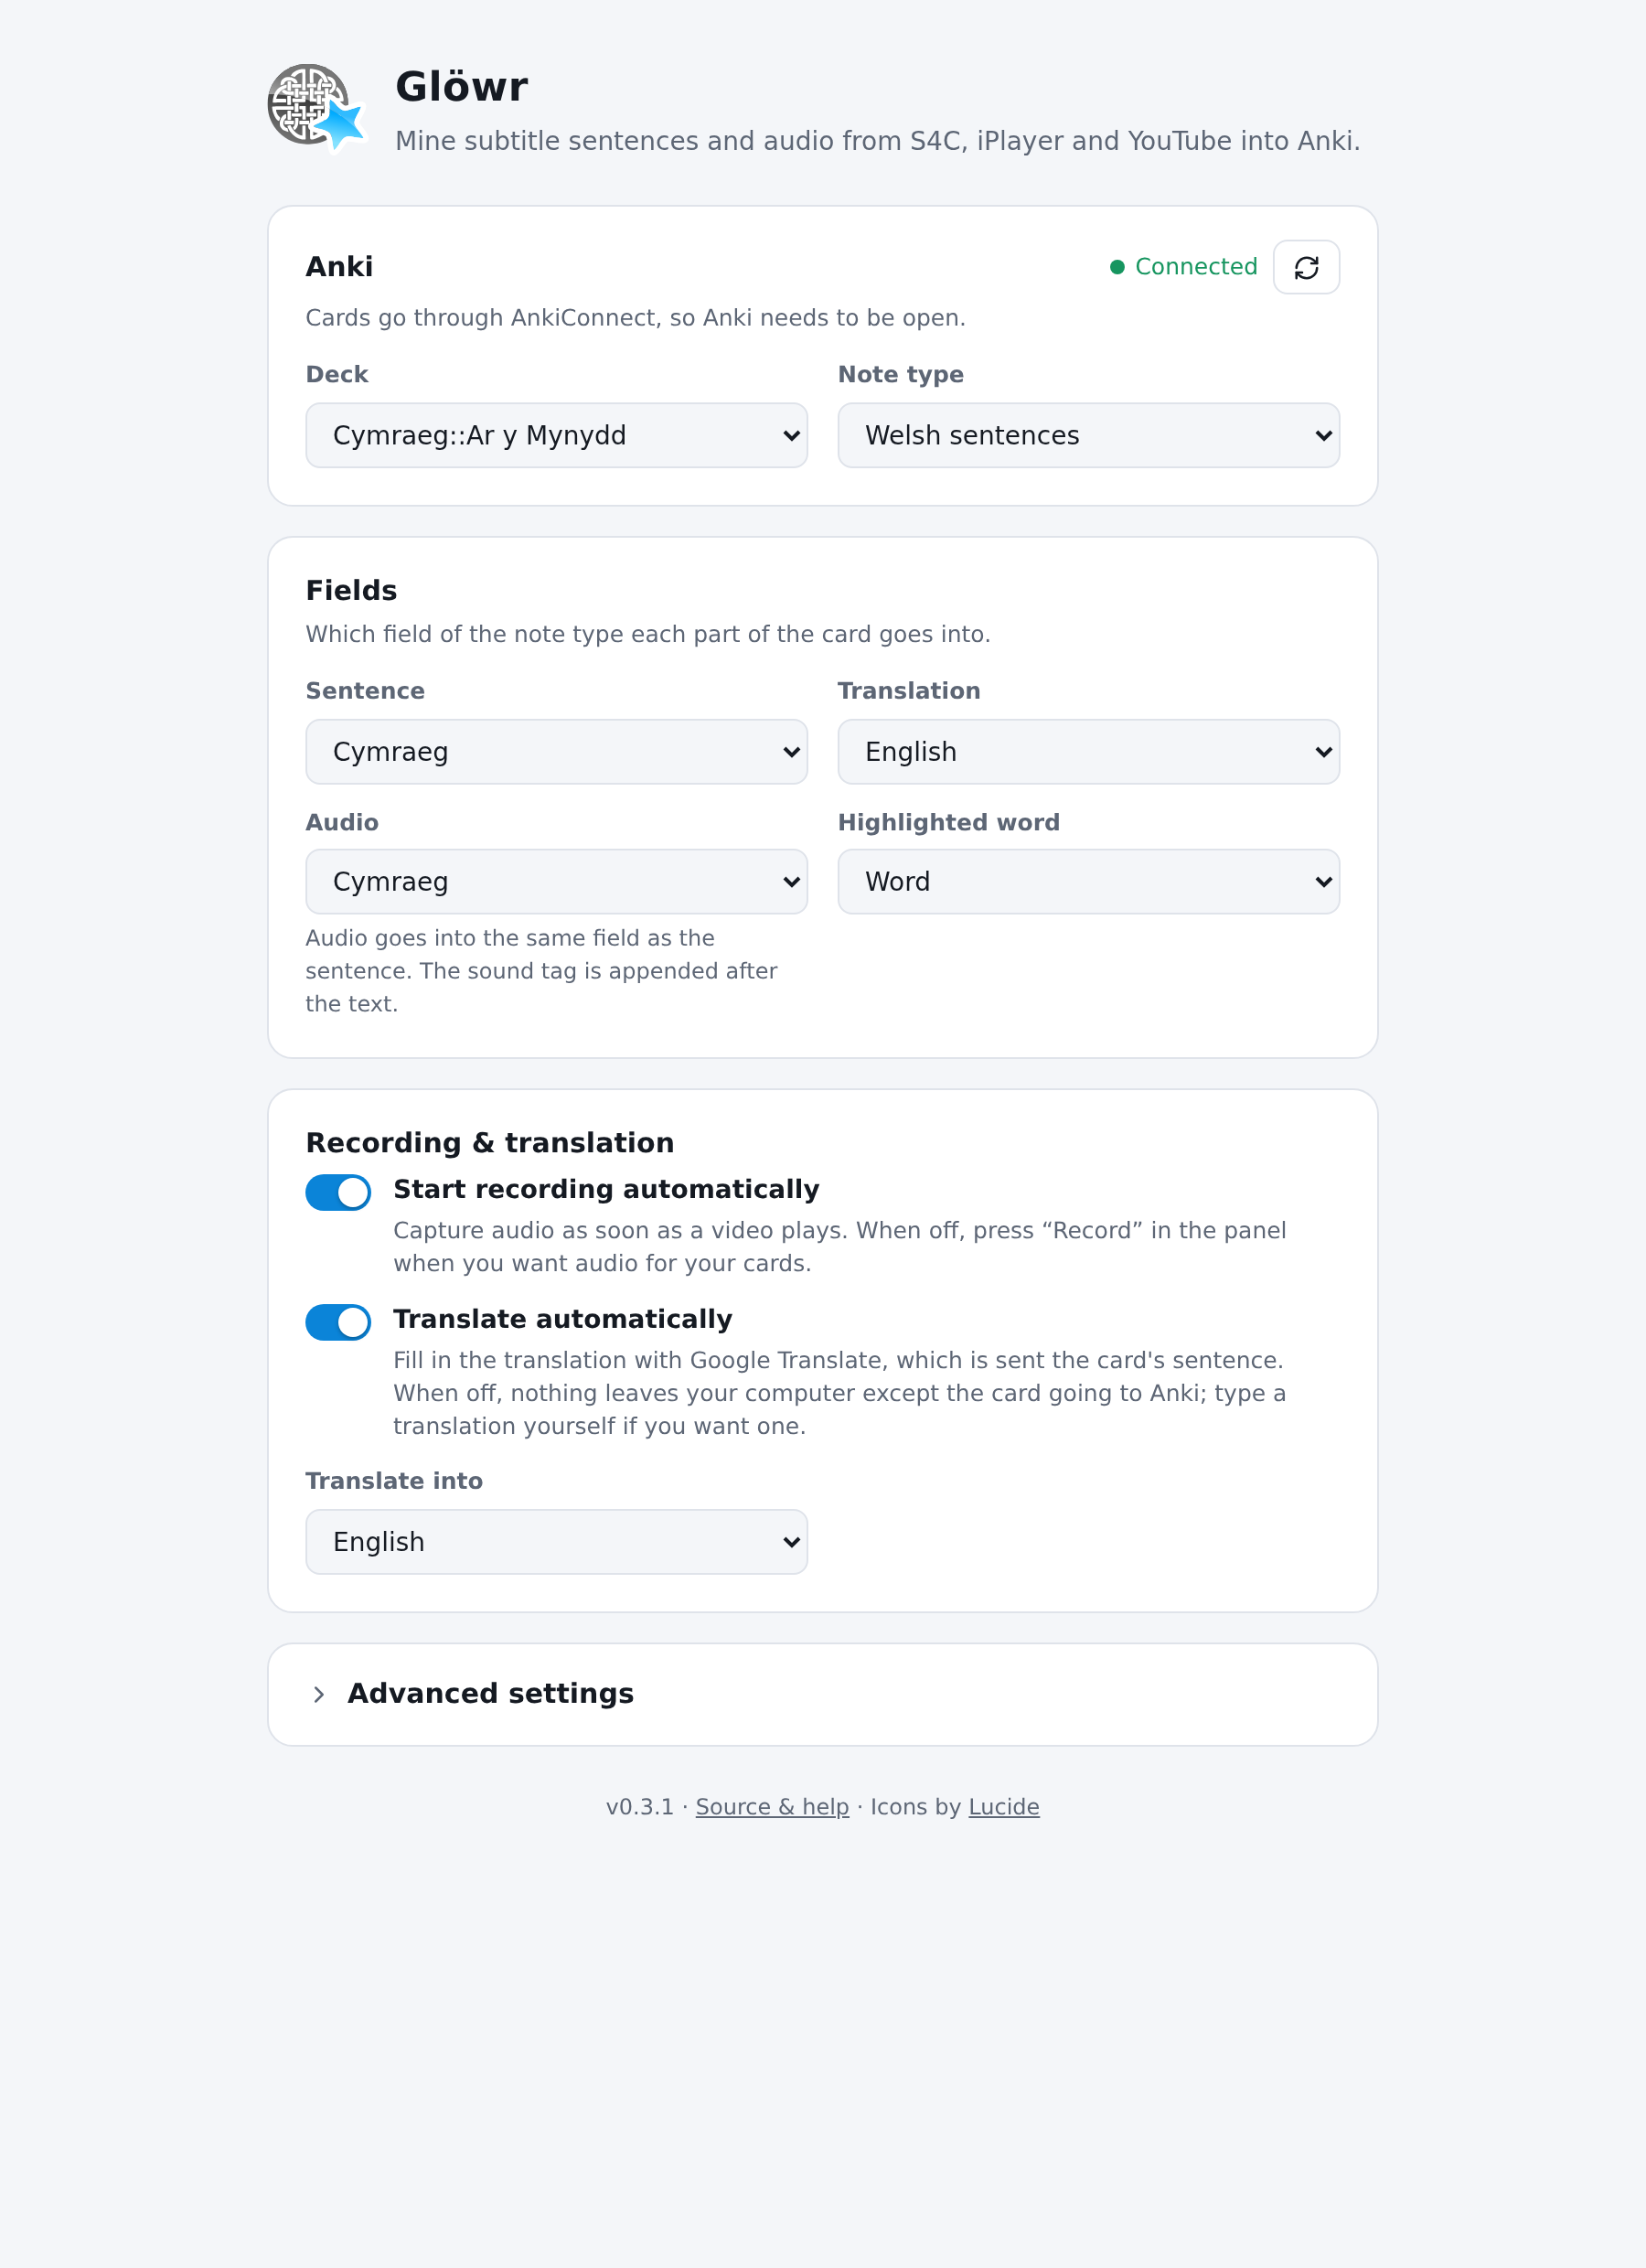 Glöwr
Mine subtitle sentences and audio from S4C, iPlayer and YouTube into Anki.
Anki
Connected
Cards go through AnkiConnect, so Anki needs to be open.
Deck
Note type
Cymraeg::Ar y Mynydd
Welsh sentences
Fields
Which field of the note type each part of the card goes into.
Sentence
Translation
Cymraeg
English
Audio
Highlighted word
Cymraeg
Word
Audio goes into the same field as the
sentence. The sound tag is appended after
the text.
Recording & translation
Start recording automatically
Capture audio as soon as a video plays. When off, press “Record” in the panel
when you want audio for your cards.
Translate automatically
Fill in the translation with Google Translate, which is sent the card's sentence.
When off, nothing leaves your computer except the card going to Anki; type a
translation yourself if you want one.
Translate into
English
Advanced settings
v0.3.1 · Source & help · Icons by Lucide